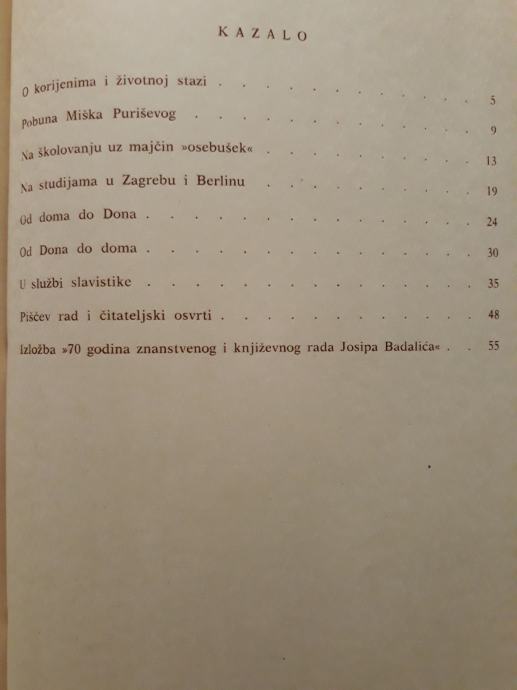 KAZALO
O korijenima i životnoj stazi . . . . . . . . . . . 5
Pobuna Miška Puriševog . . . . . . . . . . . 9
Na školovanju uz majčin »osebušek« . . . . . . . . . 13
Na studijama u Zagrebu i Berlinu . . . . . . . . . 19
Od doma do Dona . . . . . . . . . . . . . . 24
Od Dona do doma . . . . . . . . . . . . . . 30
U službi slavistike . . . . . . . . . . . . . . 35
Piščev rad i čitateljski osvrti . . . . . . . . . . . 48
Izložba »70 godina znanstvenog i književnog rada Josipa Badalića« . . 55